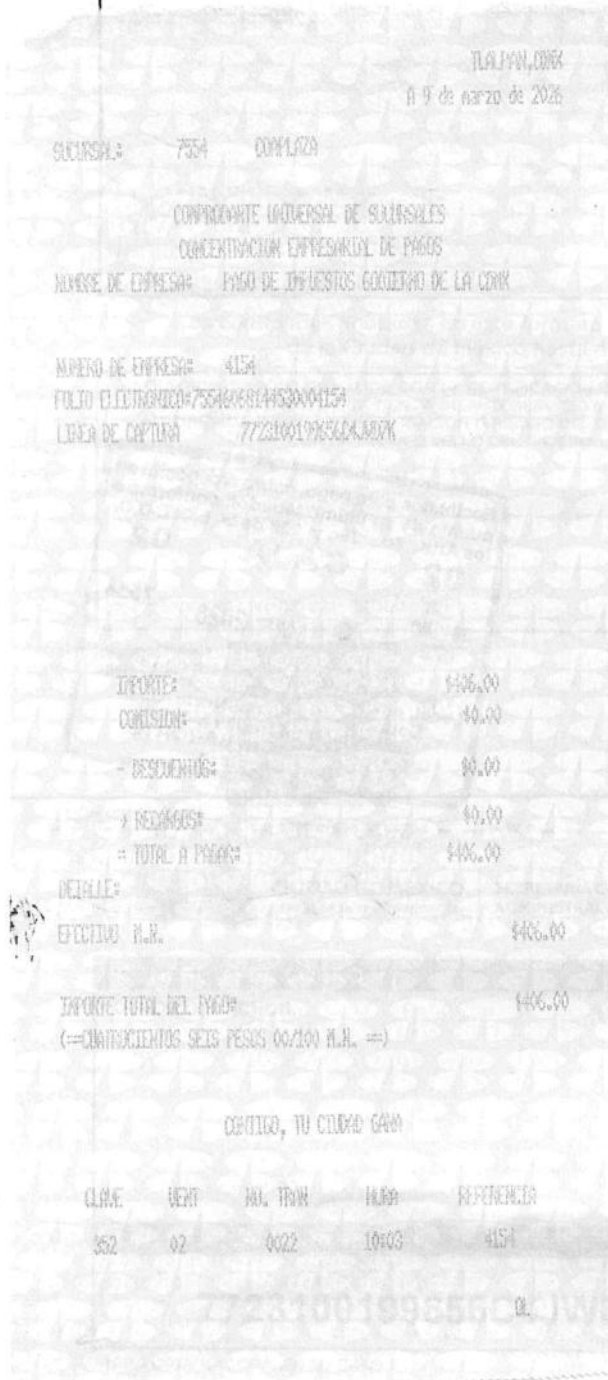 TLALPAN,CDMX
A 9 de marzo de 2026
SUCURSAL: 7554 COAPLAZA
COMPROBANTE UNIVERSAL DE SUCURSALES
CONCENTRACION EMPRESARIAL DE PAGOS
NOMBRE DE EMPRESA: PAGO DE IMPUESTOS GOBIERNO DE LA CDMX
NUMERO DE EMPRESA: 4154
FOLIO ELECTRONICO:
LINEA DE CAPTURA
IMPORTE: $406.00
COMISION: $0.00
- DESCUENTOS: $0.00
+ RECARGOS: $0.00
= TOTAL A PAGAR: $406.00
DETALLE:
EFECTIVO M.N. $406.00
IMPORTE TOTAL DEL PAGO: $406.00
(==CUATROCIENTOS SEIS PESOS 00/100 M.N. ==)
CONTIGO, TU CIUDAD GANA
CLAVE VENT NO. TRAN HORA REFERENCIA
352 02 0022 10:03 4154